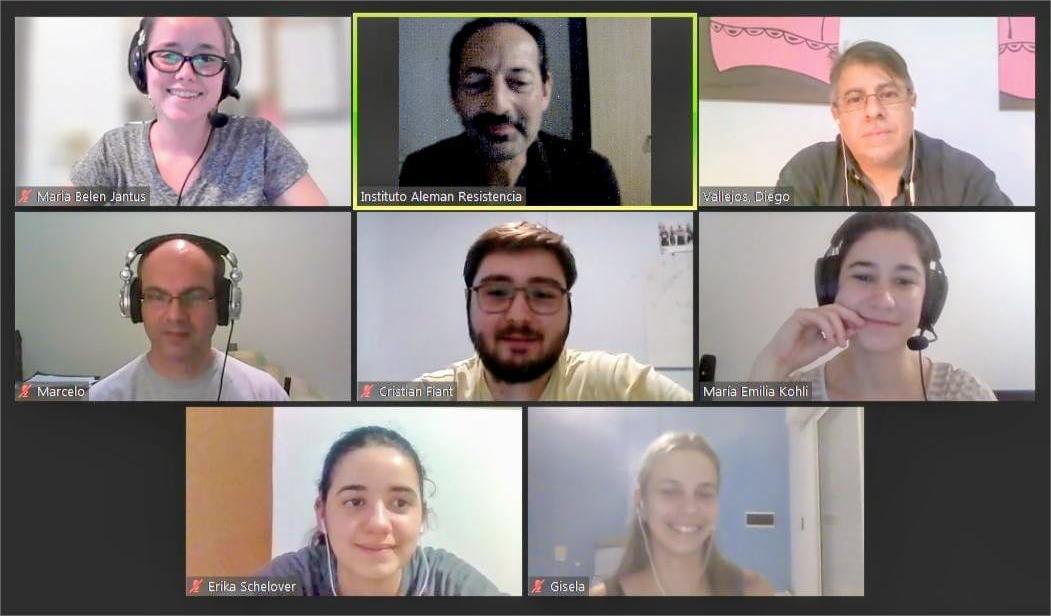 Maria Belen Jantus
Instituto Aleman Resistencia
Vallejos, Diego
Marcelo
Cristian Fiant
María Emilia Kohli
Erika Schelover
Gisela